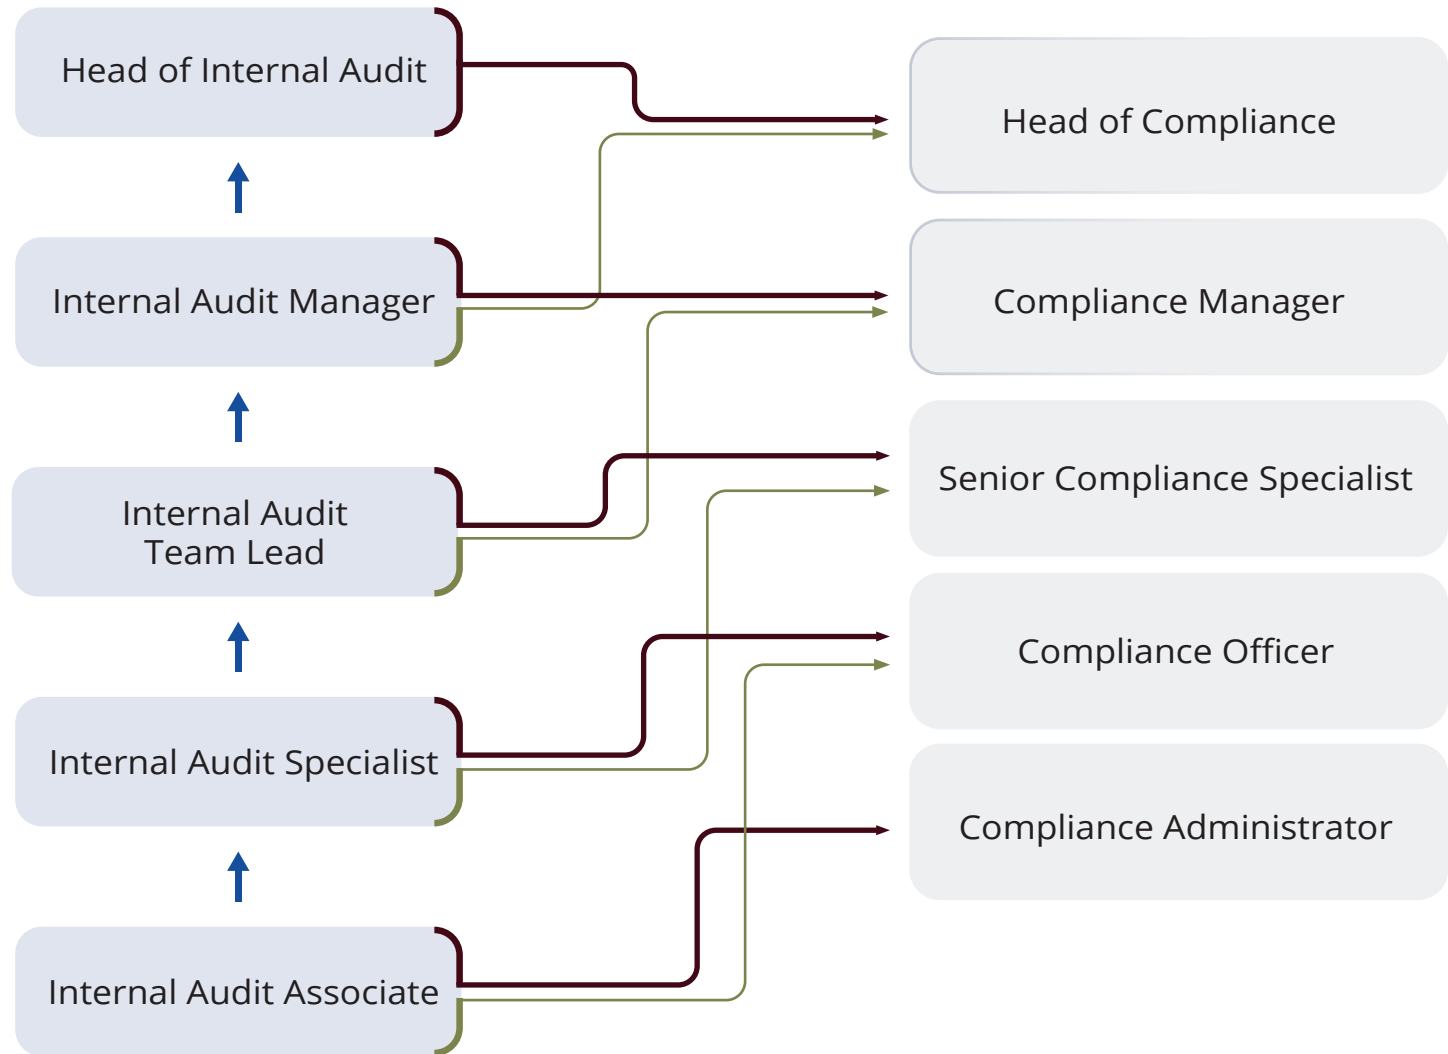 Head of Internal Audit
Head of Compliance
Internal Audit Manager
Compliance Manager
Internal Audit
Team Lead
Senior Compliance Specialist
Internal Audit Specialist
Compliance Officer
Compliance Administrator
Internal Audit Associate